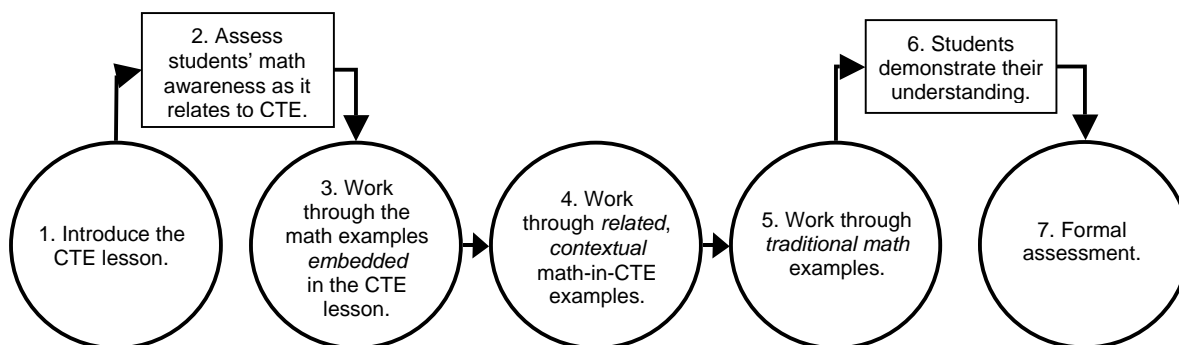 1. Introduce the
CTE lesson.
2. Assess
students’ math
awareness as it
relates to CTE.
3. Work
through the
math examples
embedded
in the CTE
lesson.
4. Work
through related,
contextual
math-in-CTE
examples.
5. Work through
traditional math
examples.
6. Students
demonstrate their
understanding.
7. Formal
assessment.